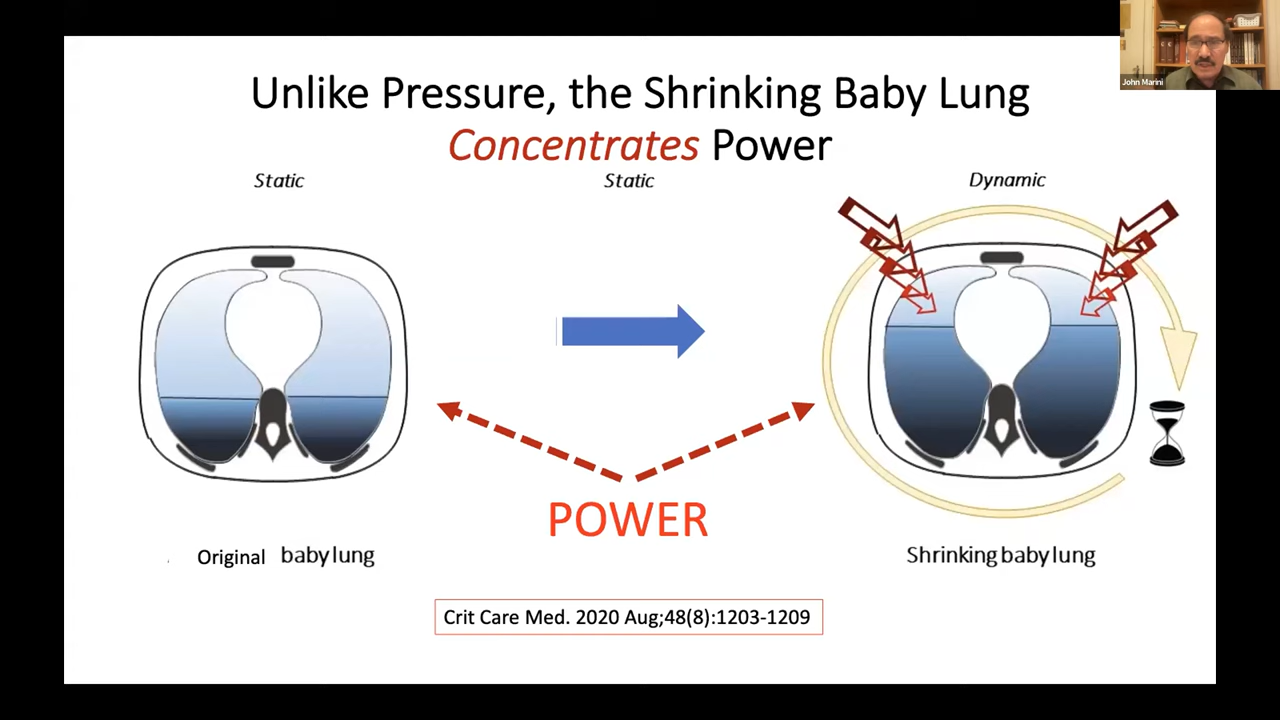 John Marini
Unlike Pressure, the Shrinking Baby Lung
Concentrates Power
Static
Static
Dynamic
POWER
Original baby lung
Shrinking baby lung
Crit Care Med. 2020 Aug;48(8):1203-1209